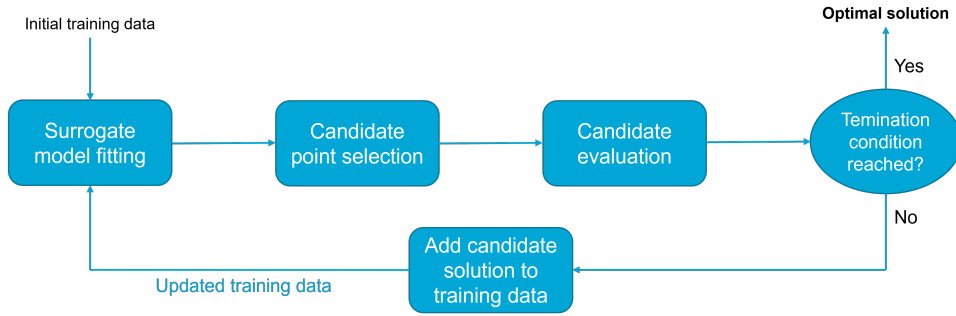 Initial training data
Optimal solution
Yes
Surrogate
model fitting
Candidate
point selection
Candidate
evaluation
Temination
condition
reached?
No
Add candidate
solution to
training data
Updated training data